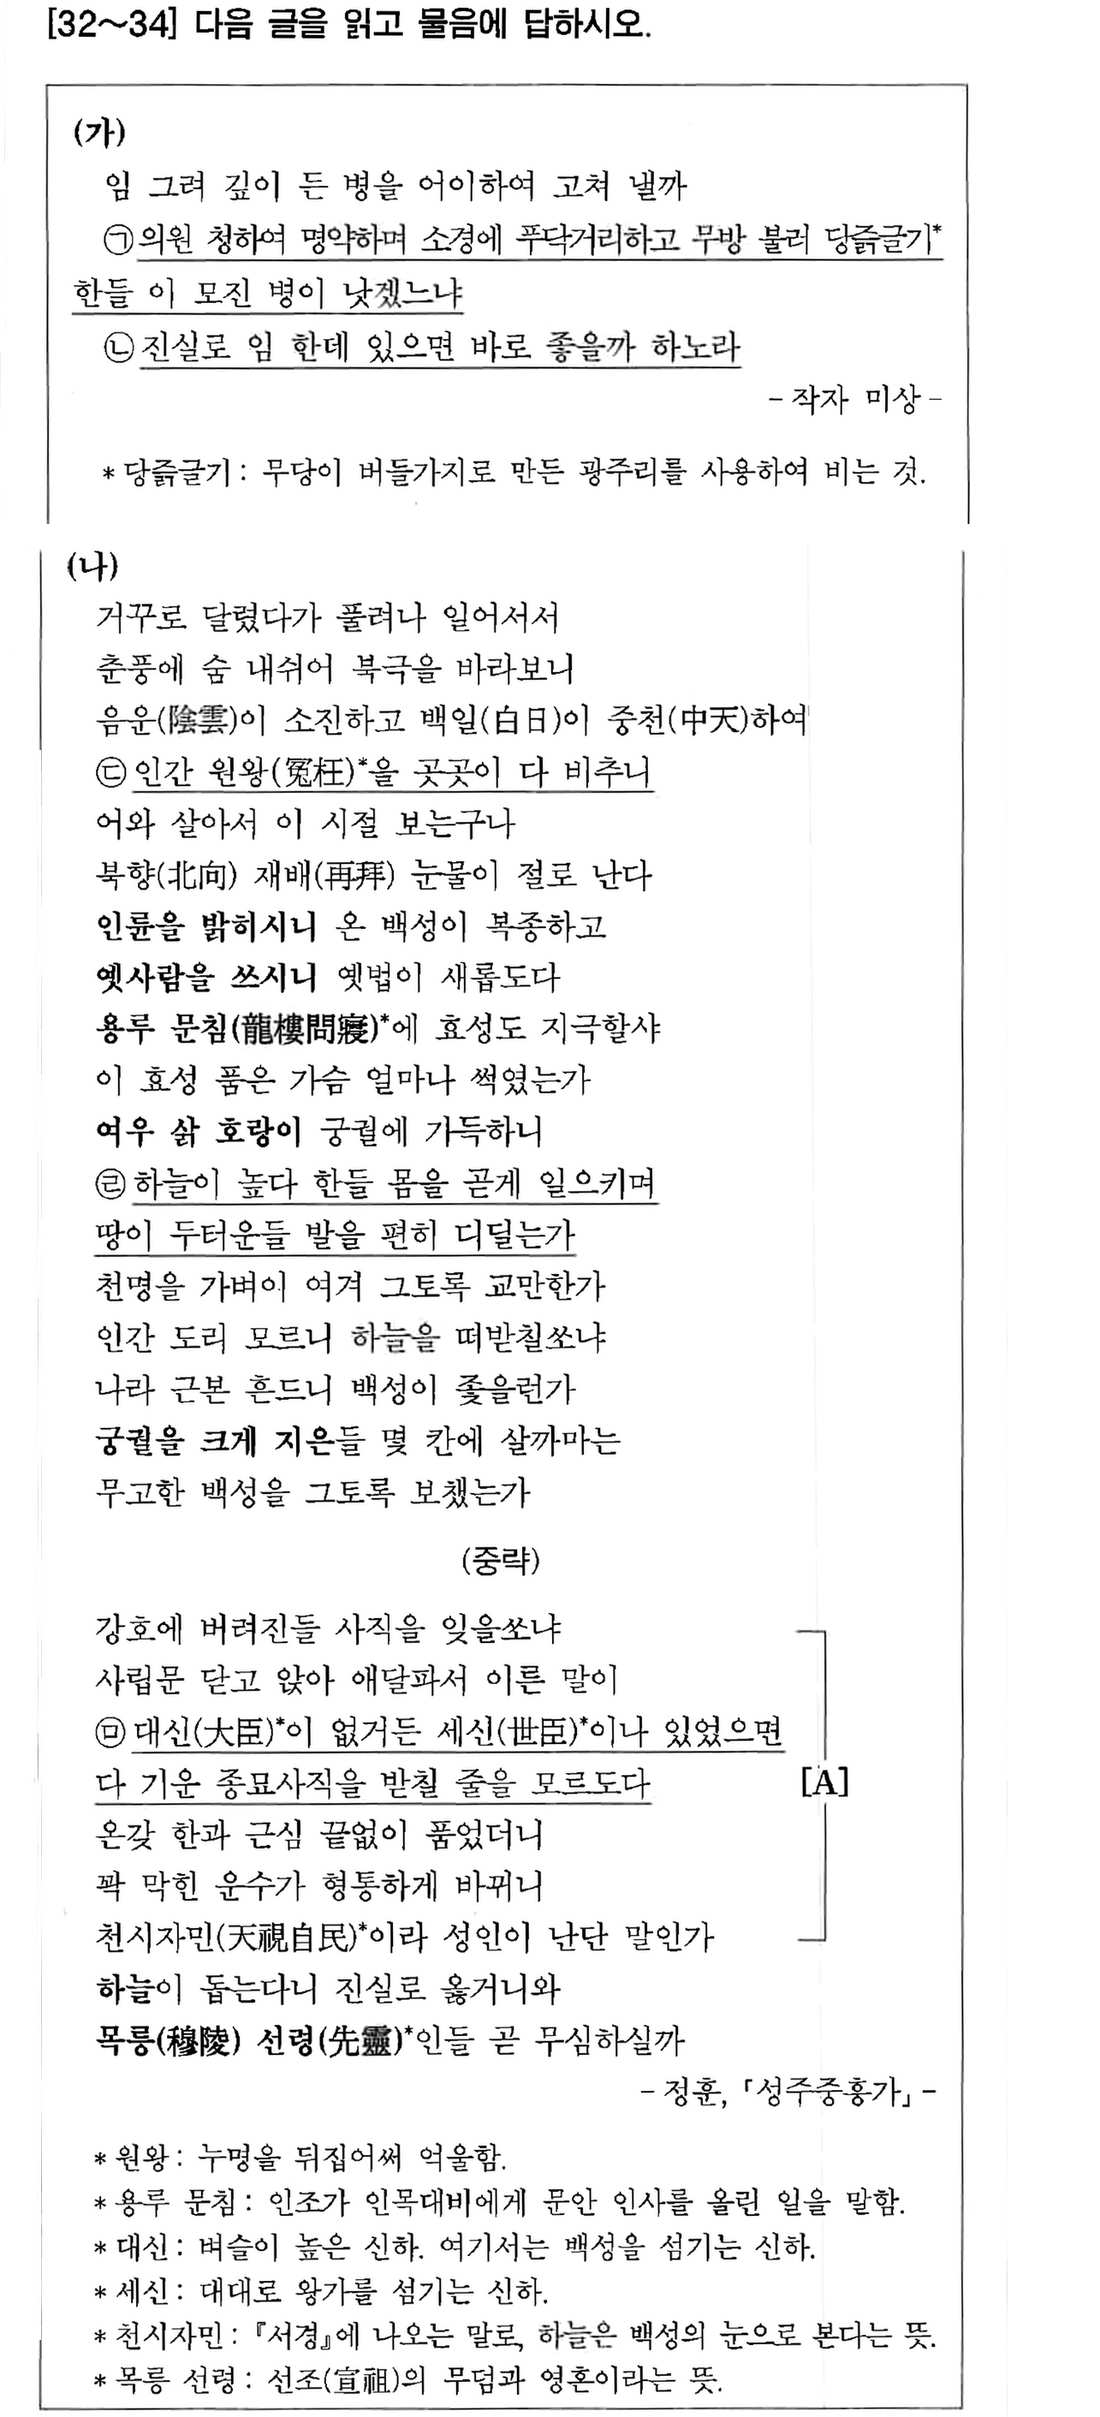 [32～34] 다음 글을 읽고 물음에 답하시오.
(가)
임 그려 깊이 든 병을 어이하여 고쳐 낼까
㉠의원 청하여 명약하며 소경에 푸닥거리하고 무방 불러 당즑글기*
한들 이 모진 병이 낫겠느냐
㉡진실로 임 한데 있으면 바로 좋을까 하노라
- 작자 미상 -
* 당즑글기 : 무당이 버들가지로 만든 광주리를 사용하여 비는 것.
(나)
거꾸로 달렸다가 풀려나 일어서서
춘풍에 숨 내쉬어 북극을 바라보니
음운(陰雲)이 소진하고 백일(白日)이 중천(中天)하여
㉢인간 원왕(冤枉)*을 곳곳이 다 비추니
어와 살아서 이 시절 보는구나
북향(北向) 재배(再拜) 눈물이 절로 난다
인륜을 밝히시니 온 백성이 복종하고
옛사람을 쓰시니 옛법이 새롭도다
용루 문침(龍樓問寢)*에 효성도 지극할샤
이 효성 품은 가슴 얼마나 썩였는가
여우 삵 호랑이 궁궐에 가득하니
㉣하늘이 높다 한들 몸을 곧게 일으키며
땅이 두터운들 발을 편히 디딜는가
천명을 가벼이 여겨 그토록 교만한가
인간 도리 모르니 하늘을 떠받칠쏘냐
나라 근본 흔드니 백성이 좇을런가
궁궐을 크게 지은들 몇 칸에 살까마는
무고한 백성을 그토록 보챘는가
(중략)
강호에 버려진들 사직을 잊을쏘냐
사립문 닫고 앉아 애달파서 이른 말이
㉤대신(大臣)*이 없거든 세신(世臣)*이나 있었으면
다 기운 종묘사직을 받칠 줄을 모르도다
[A]
온갖 한과 근심 끝없이 품었더니
꽉 막힌 운수가 형통하게 바뀌니
천시자민(天視自民)*이라 성인이 난단 말인가
하늘이 돕는다니 진실로 옳거니와
목릉(穆陵) 선령(先靈)*인들 곧 무심하실까
- 정훈, 「성주중흥가」 -
* 원왕 : 누명을 뒤집어써 억울함.
* 용루 문침 : 인조가 인목대비에게 문안 인사를 올린 일을 말함.
* 대신 : 벼슬이 높은 신하. 여기서는 백성을 섬기는 신하.
* 세신 : 대대로 왕가를 섬기는 신하.
* 천시자민 : 『서경』에 나오는 말로, 하늘은 백성의 눈으로 본다는 뜻.
* 목릉 선령 : 선조(宣祖)의 무덤과 영혼이라는 뜻.